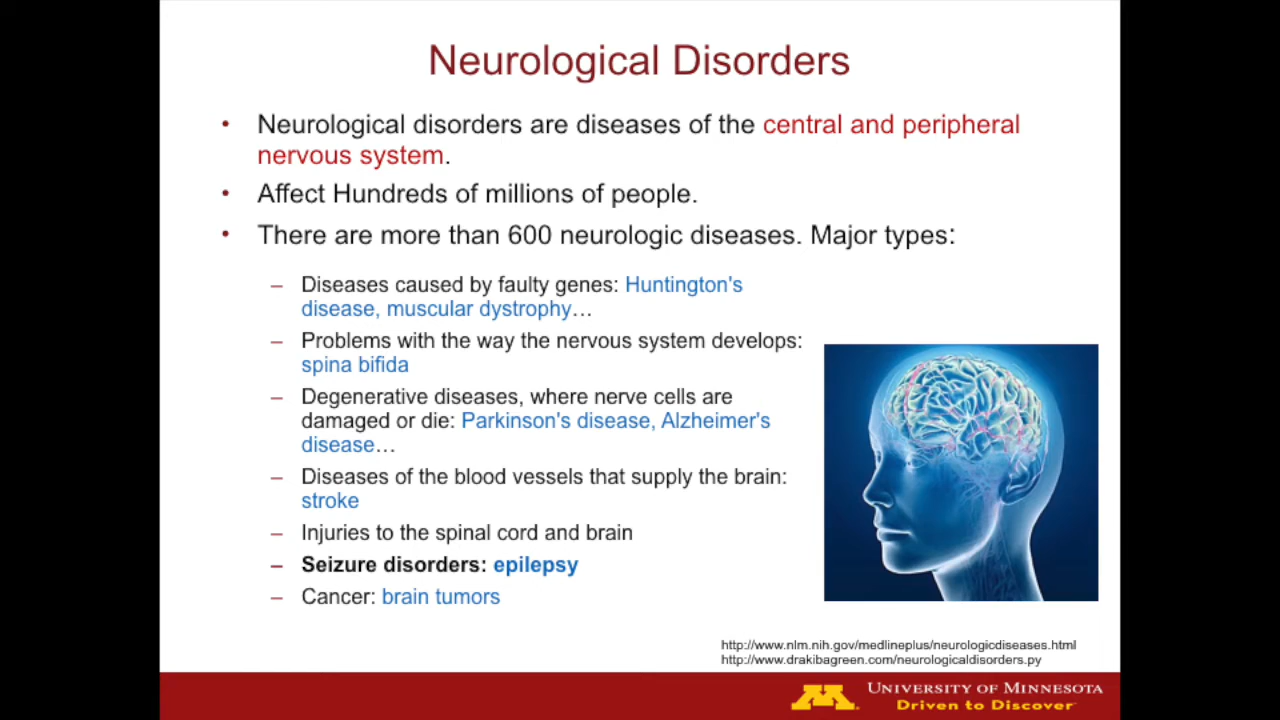 Neurological Disorders
• Neurological disorders are diseases of the central and peripheral
nervous system.
• Affect Hundreds of millions of people.
• There are more than 600 neurologic diseases. Major types:
– Diseases caused by faulty genes: Huntington's
disease, muscular dystrophy…
– Problems with the way the nervous system develops:
spina bifida
– Degenerative diseases, where nerve cells are
damaged or die: Parkinson's disease, Alzheimer's
disease…
– Diseases of the blood vessels that supply the brain:
stroke
– Injuries to the spinal cord and brain
– Seizure disorders: epilepsy
– Cancer: brain tumors
http://www.nlm.nih.gov/medlineplus/neurologicdiseases.html
http://www.drakibagreen.com/neurologicaldisorders.py
M
UNIVERSITY OF MINNESOTA
Driven to Discover